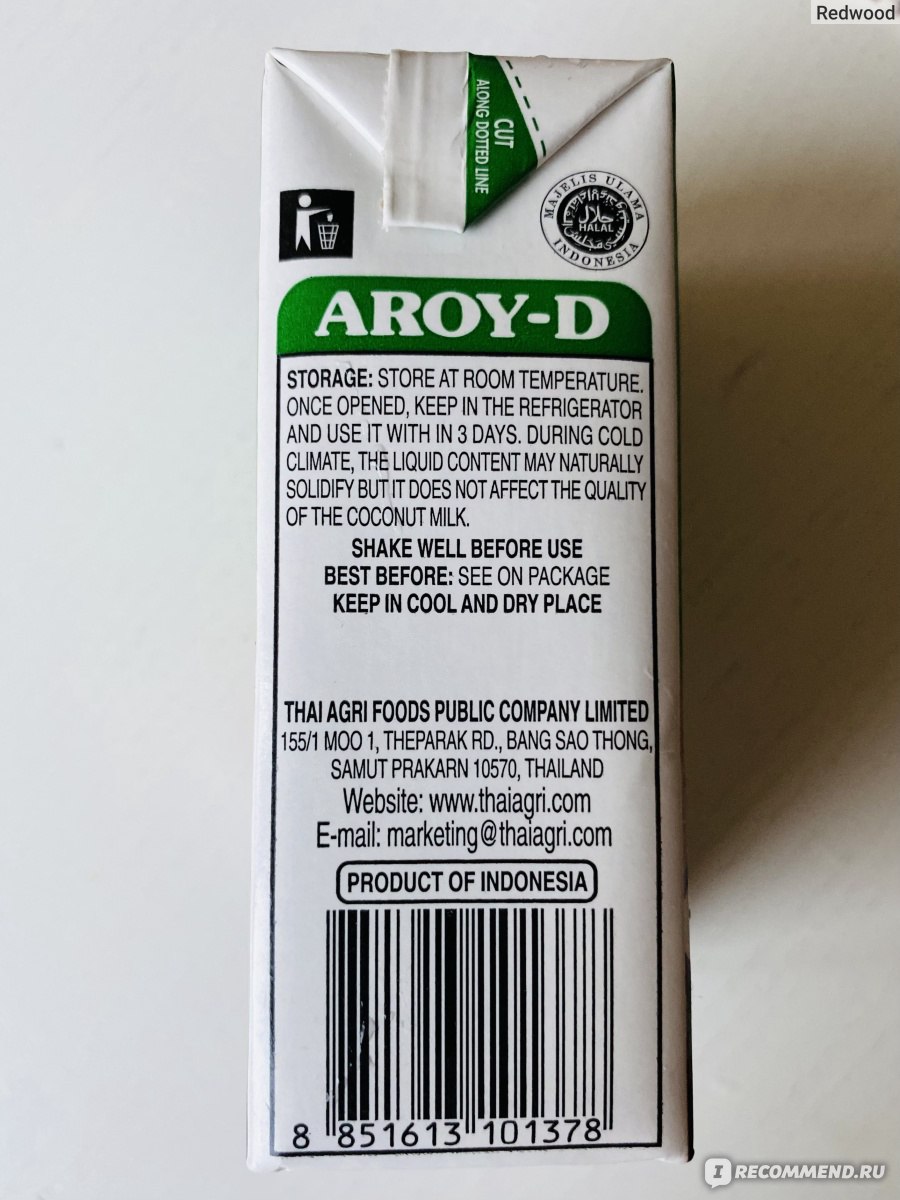 Redwood
CUT
ALONG DOTTED LINE
MAJELIS ULAMA
حلال
HALAL
INDONESIA
AROY-D
STORAGE: STORE AT ROOM TEMPERATURE.
ONCE OPENED, KEEP IN THE REFRIGERATOR
AND USE IT WITH IN 3 DAYS. DURING COLD
CLIMATE, THE LIQUID CONTENT MAY NATURALLY
SOLIDIFY BUT IT DOES NOT AFFECT THE QUALITY
OF THE COCONUT MILK.
SHAKE WELL BEFORE USE
BEST BEFORE: SEE ON PACKAGE
KEEP IN COOL AND DRY PLACE
THAI AGRI FOODS PUBLIC COMPANY LIMITED
155/1 MOO 1, THEPARAK RD., BANG SAO THONG,
SAMUT PRAKARN 10570, THAILAND
Website: www.thaiagri.com
E-mail: marketing@thaiagri.com
PRODUCT OF INDONESIA
8 851613 101378
I RECOMMEND.RU